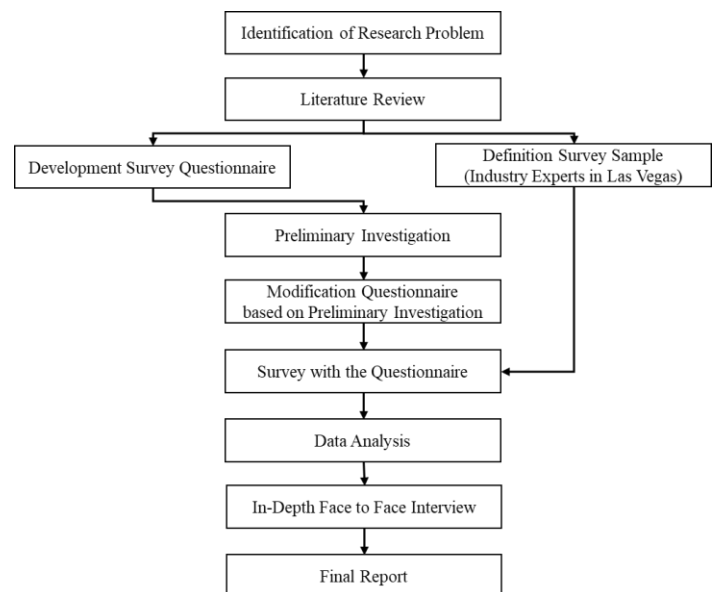 Identification of Research Problem
Literature Review
Development Survey Questionnaire
Definition Survey Sample
(Industry Experts in Las Vegas)
Preliminary Investigation
Modification Questionnaire
based on Preliminary Investigation
Survey with the Questionnaire
Data Analysis
In-Depth Face to Face Interview
Final Report